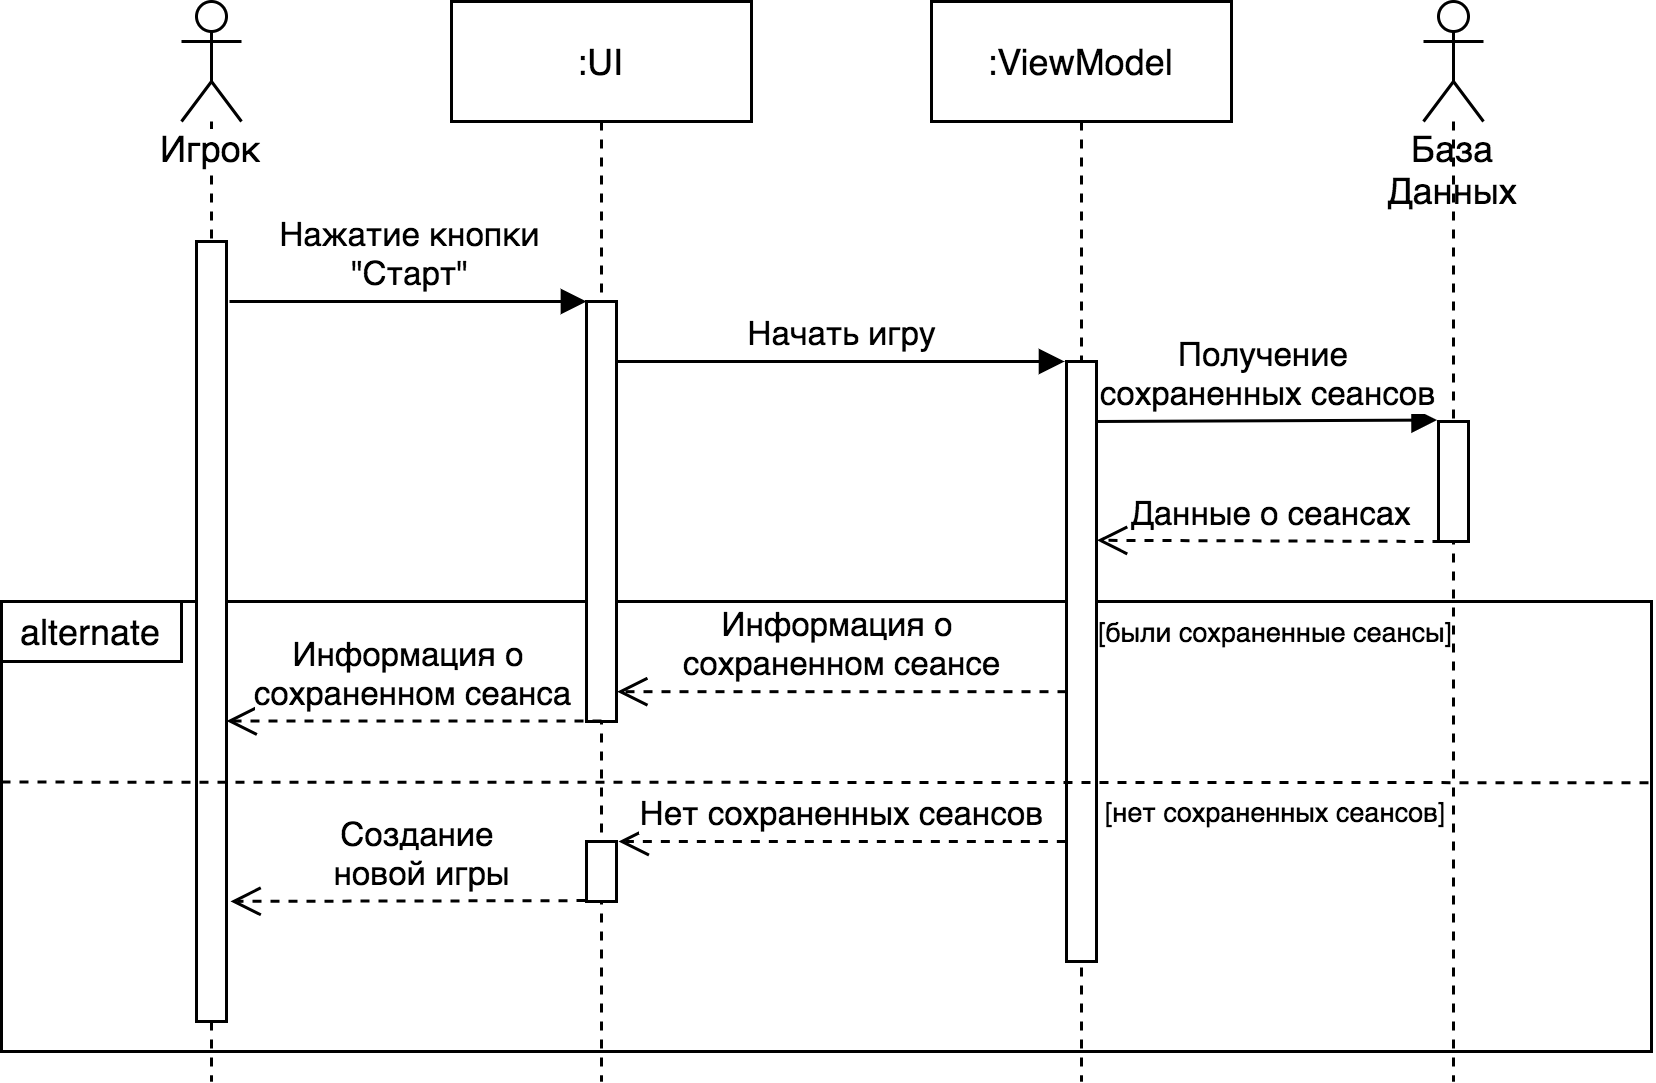 :UI
:ViewModel
Игрок
База
Данных
Нажатие кнопки
"Старт"
Начать игру
Получение
сохраненных сеансов
Данные о сеансах
alternate
[были сохраненные сеансы]
Информация о
сохраненном сеансе
Информация о
сохраненном сеанса
[нет сохраненных сеансов]
Нет сохраненных сеансов
Создание
новой игры